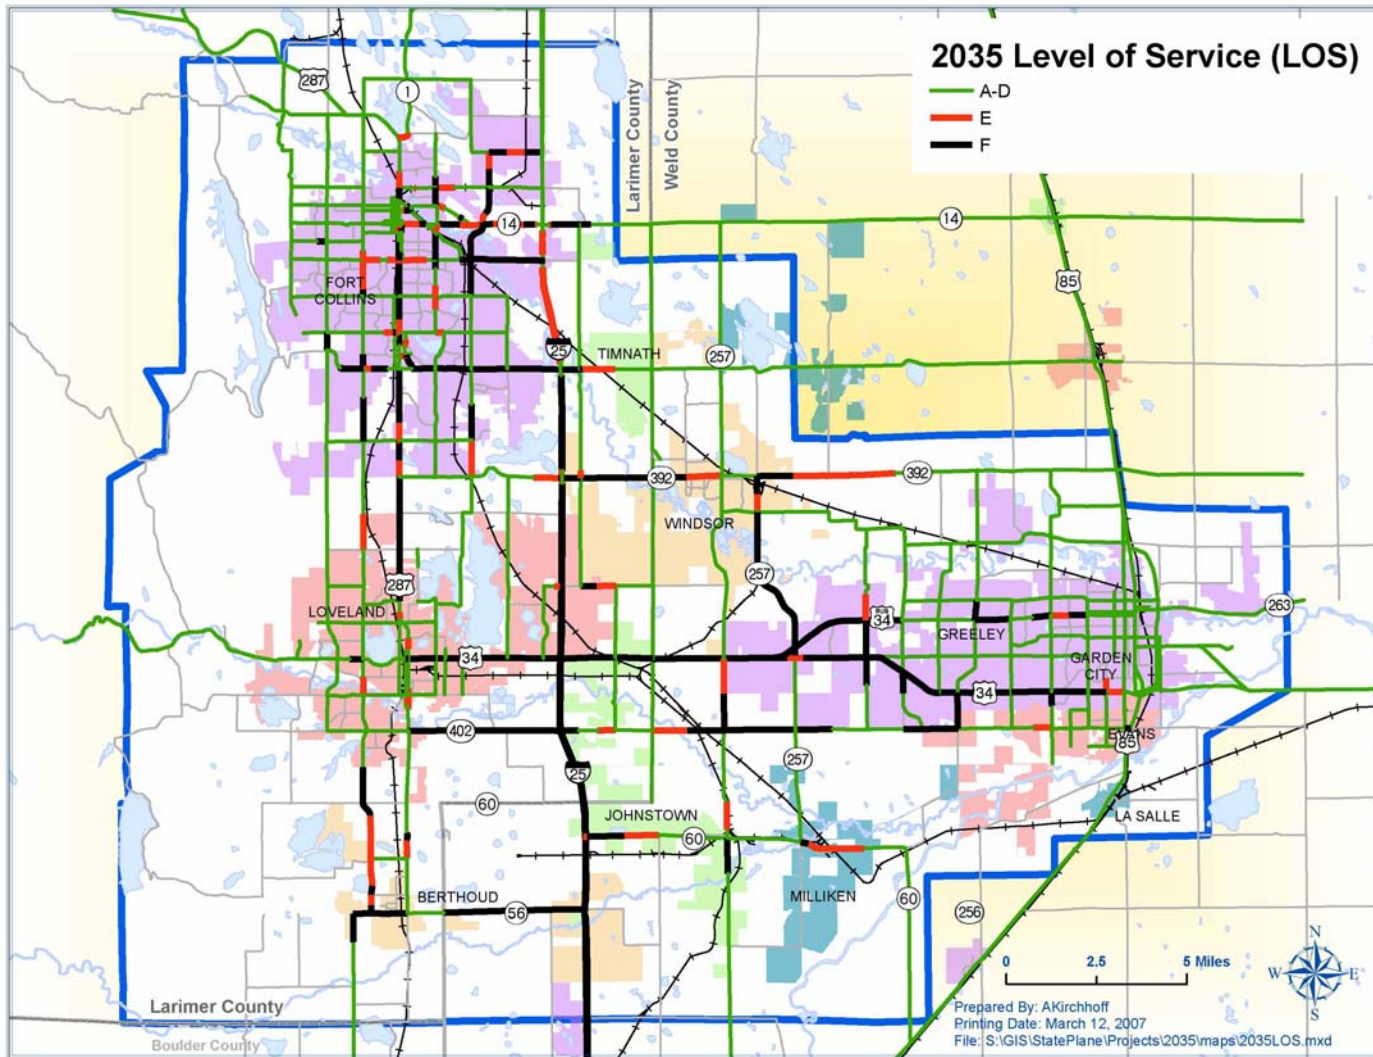 2035 Level of Service (LOS)
A-D
E
F
287
1
Larimer County
Weld County
14
14
85
FORT
COLLINS
25
TIMNATH
257
392
392
WINDSOR
287
257
LOVELAND
BUS
34
263
34
GREELEY
GARDEN
CITY
34
402
EVANS
85
257
25
60
JOHNSTOWN
60
LA SALLE
BERTHOUD
56
MILLIKEN
60
256
N
W
E
S
0 2.5 5 Miles
Larimer County
Boulder County
Prepared By: AKirchhoff
Printing Date: March 12, 2007
File: S:\GIS\StatePlane\Projects\2035\maps\2035LOS.mxd